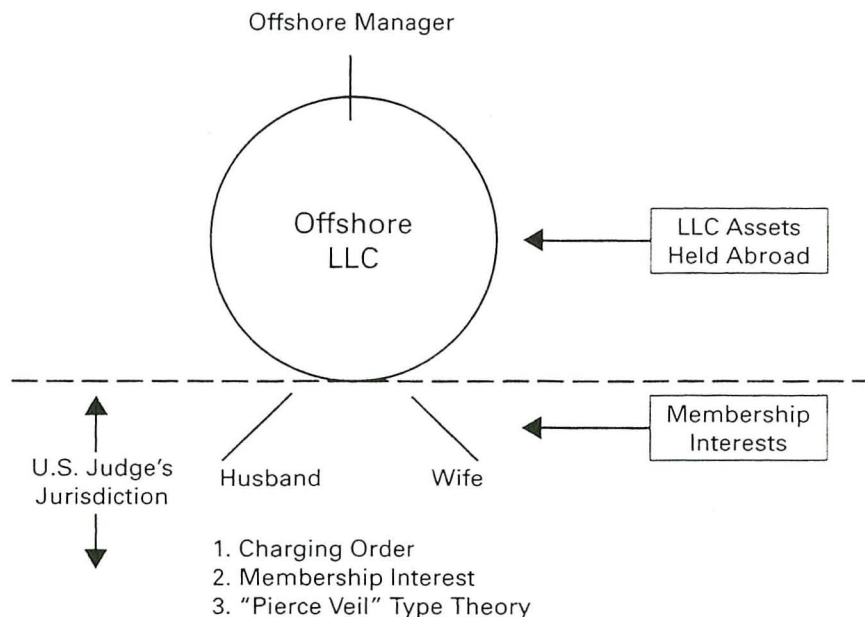 Offshore Manager
Offshore
LLC
LLC Assets
Held Abroad
Membership
Interests
U.S. Judge's
Jurisdiction
Husband
Wife
1. Charging Order
2. Membership Interest
3. "Pierce Veil" Type Theory